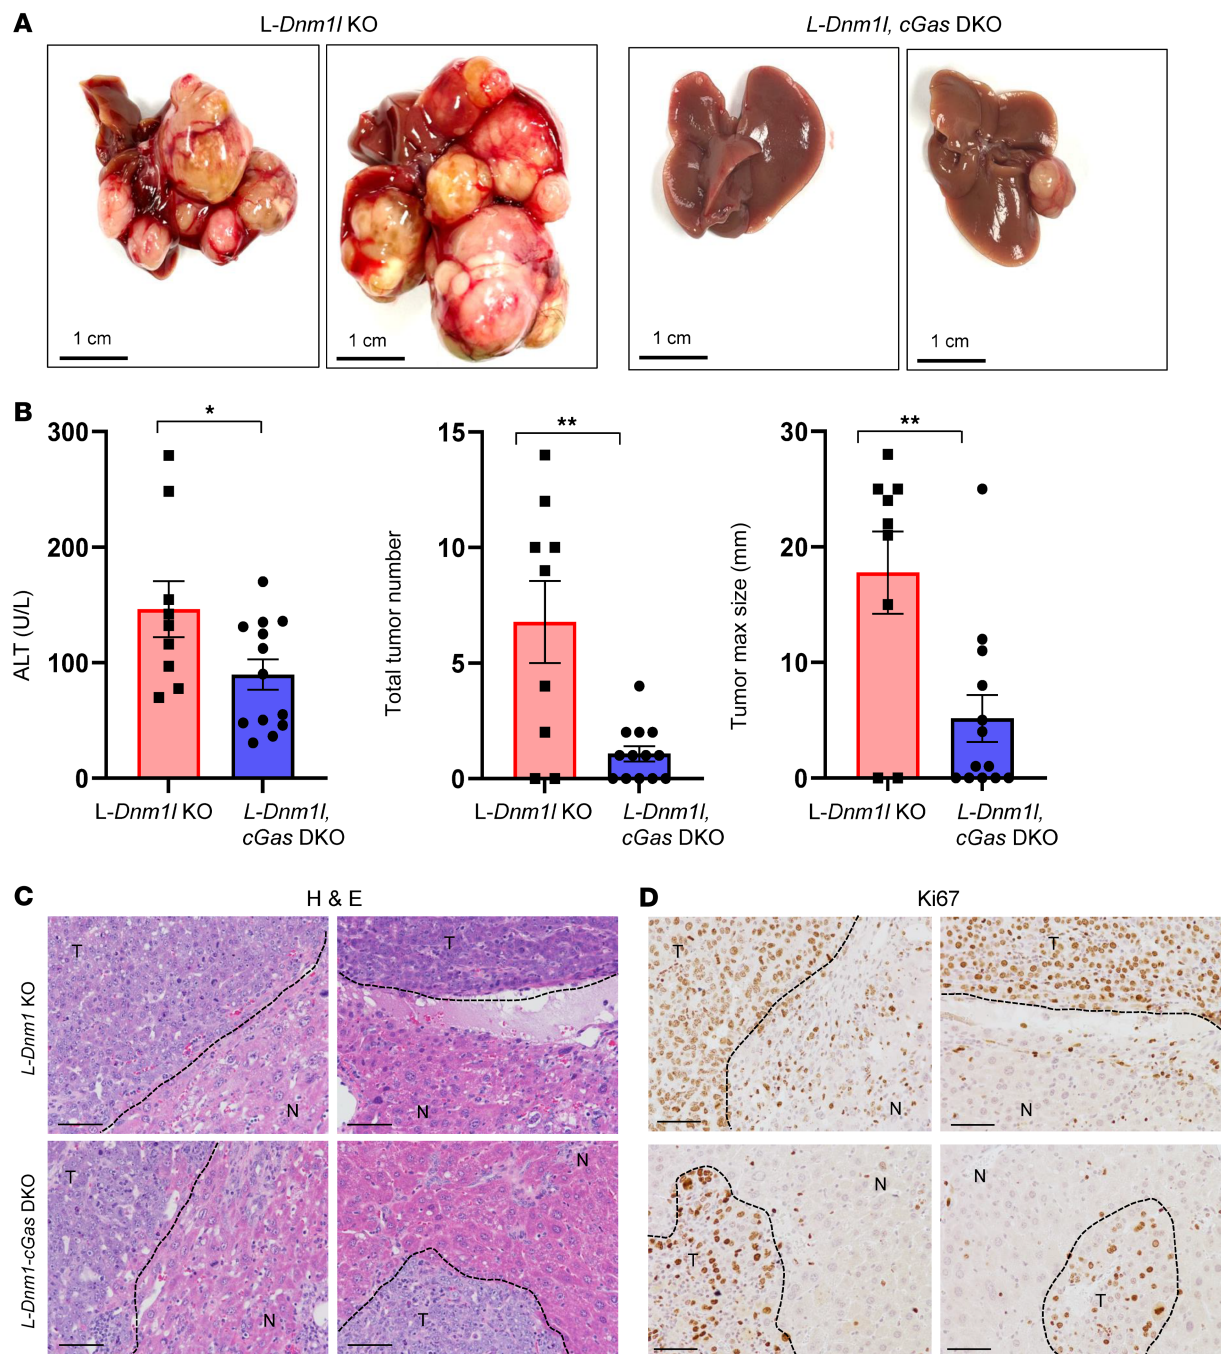 A
L-Dnm1l KO
L-Dnm1l, cGas DKO
1 cm
1 cm
1 cm
1 cm
B
ALT (U/L)
300
200
100
0
*
L-Dnm1l KO
L-Dnm1l,
cGas DKO
Total tumor number
15
10
5
0
**
L-Dnm1l KO
L-Dnm1l,
cGas DKO
Tumor max size (mm)
30
20
10
0
**
L-Dnm1l KO
L-Dnm1l,
cGas DKO
C
H & E
L-Dnm1 KO
T
N
T
N
L-Dnm1-cGas DKO
T
N
N
T
D
Ki67
T
N
T
N
N
T
N
T